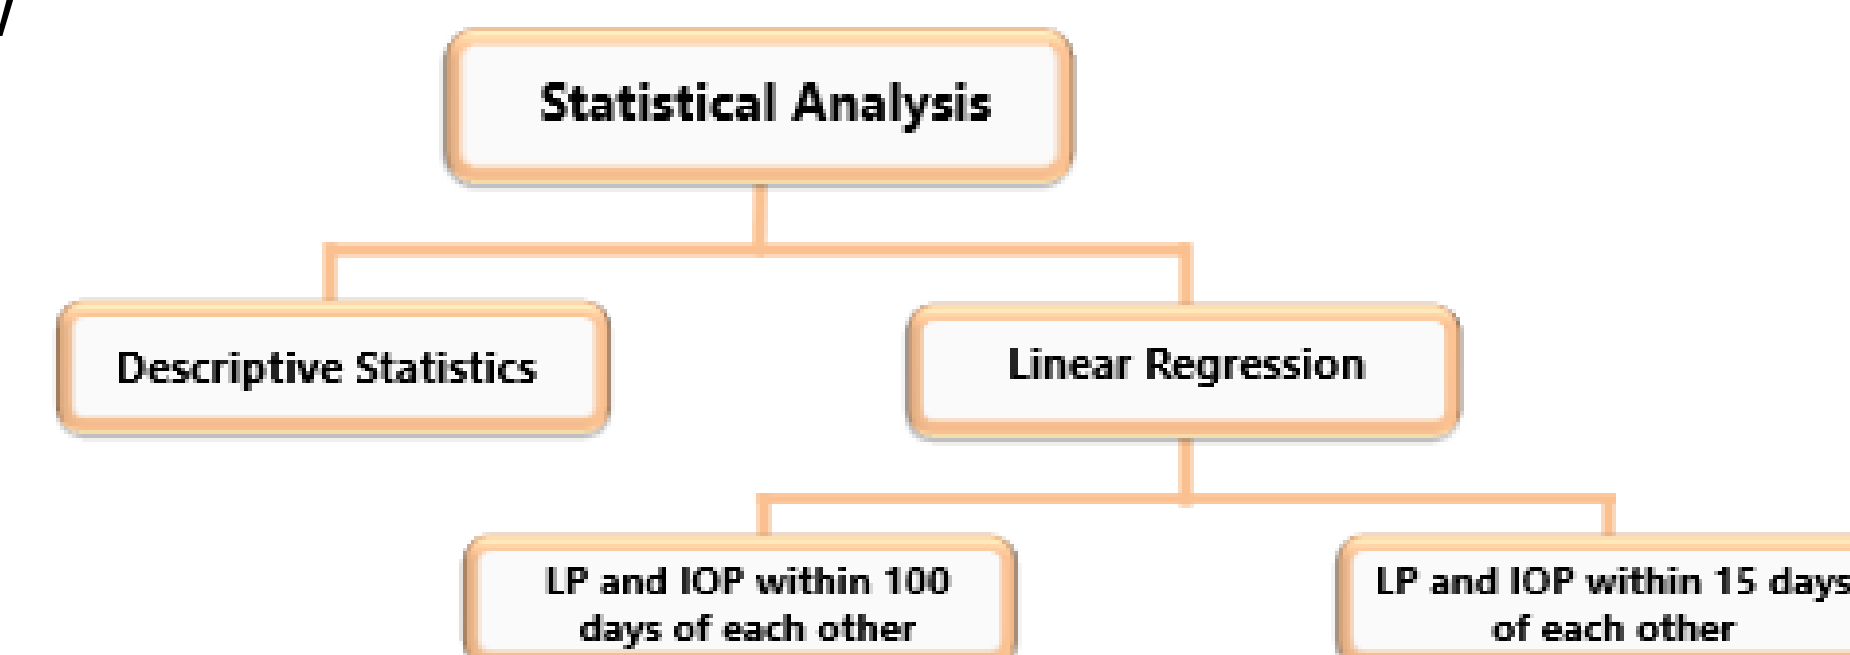 Statistical Analysis
Descriptive Statistics
Linear Regression
LP and IOP within 100
days of each other
LP and IOP within 15 days
of each other